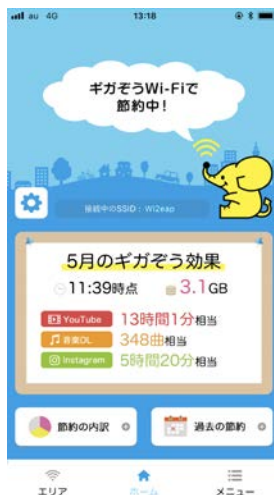 au 4G 13:18
ギガぞうWi-Fiで
節約中！
接続中のSSID：Wi2eap
5月のギガぞう効果
11:39時点 3.1GB
YouTube 13時間1分相当
音楽DL 348曲相当
Instagram 5時間20分相当
節約の内訳 過去の節約
エリア ホーム メニュー